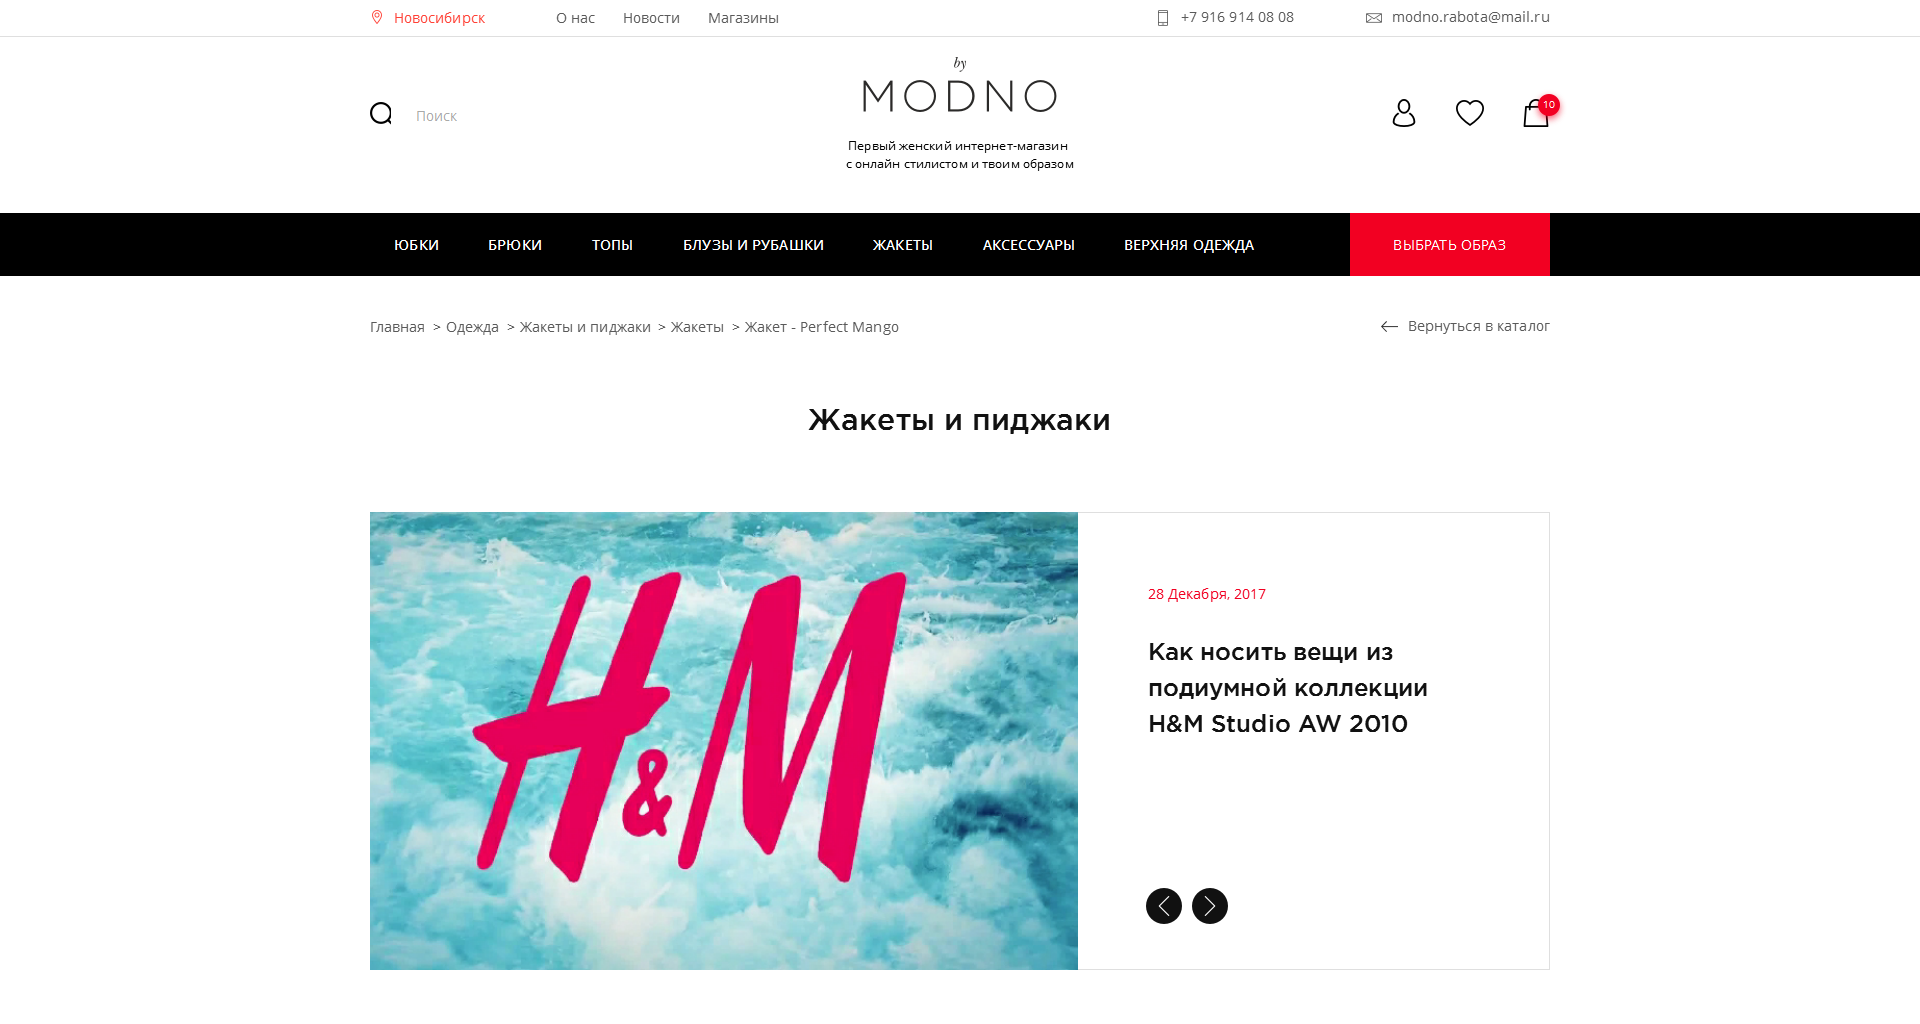 Новосибирск О нас Новости Магазины +7 916 914 08 08 modno.rabota@mail.ru
by
MODNO
Поиск
10
Первый женский интернет-магазин
с онлайн стилистом и твоим образом
ЮБКИ БРЮКИ ТОПЫ БЛУЗЫ И РУБАШКИ ЖАКЕТЫ АКСЕССУАРЫ ВЕРХНЯЯ ОДЕЖДА ВЫБРАТЬ ОБРАЗ
Главная > Одежда > Жакеты и пиджаки > Жакеты > Жакет - Perfect Mango Вернуться в каталог
Жакеты и пиджаки
H&M
28 Декабря, 2017
Как носить вещи из
подиумной коллекции
H&M Studio AW 2010